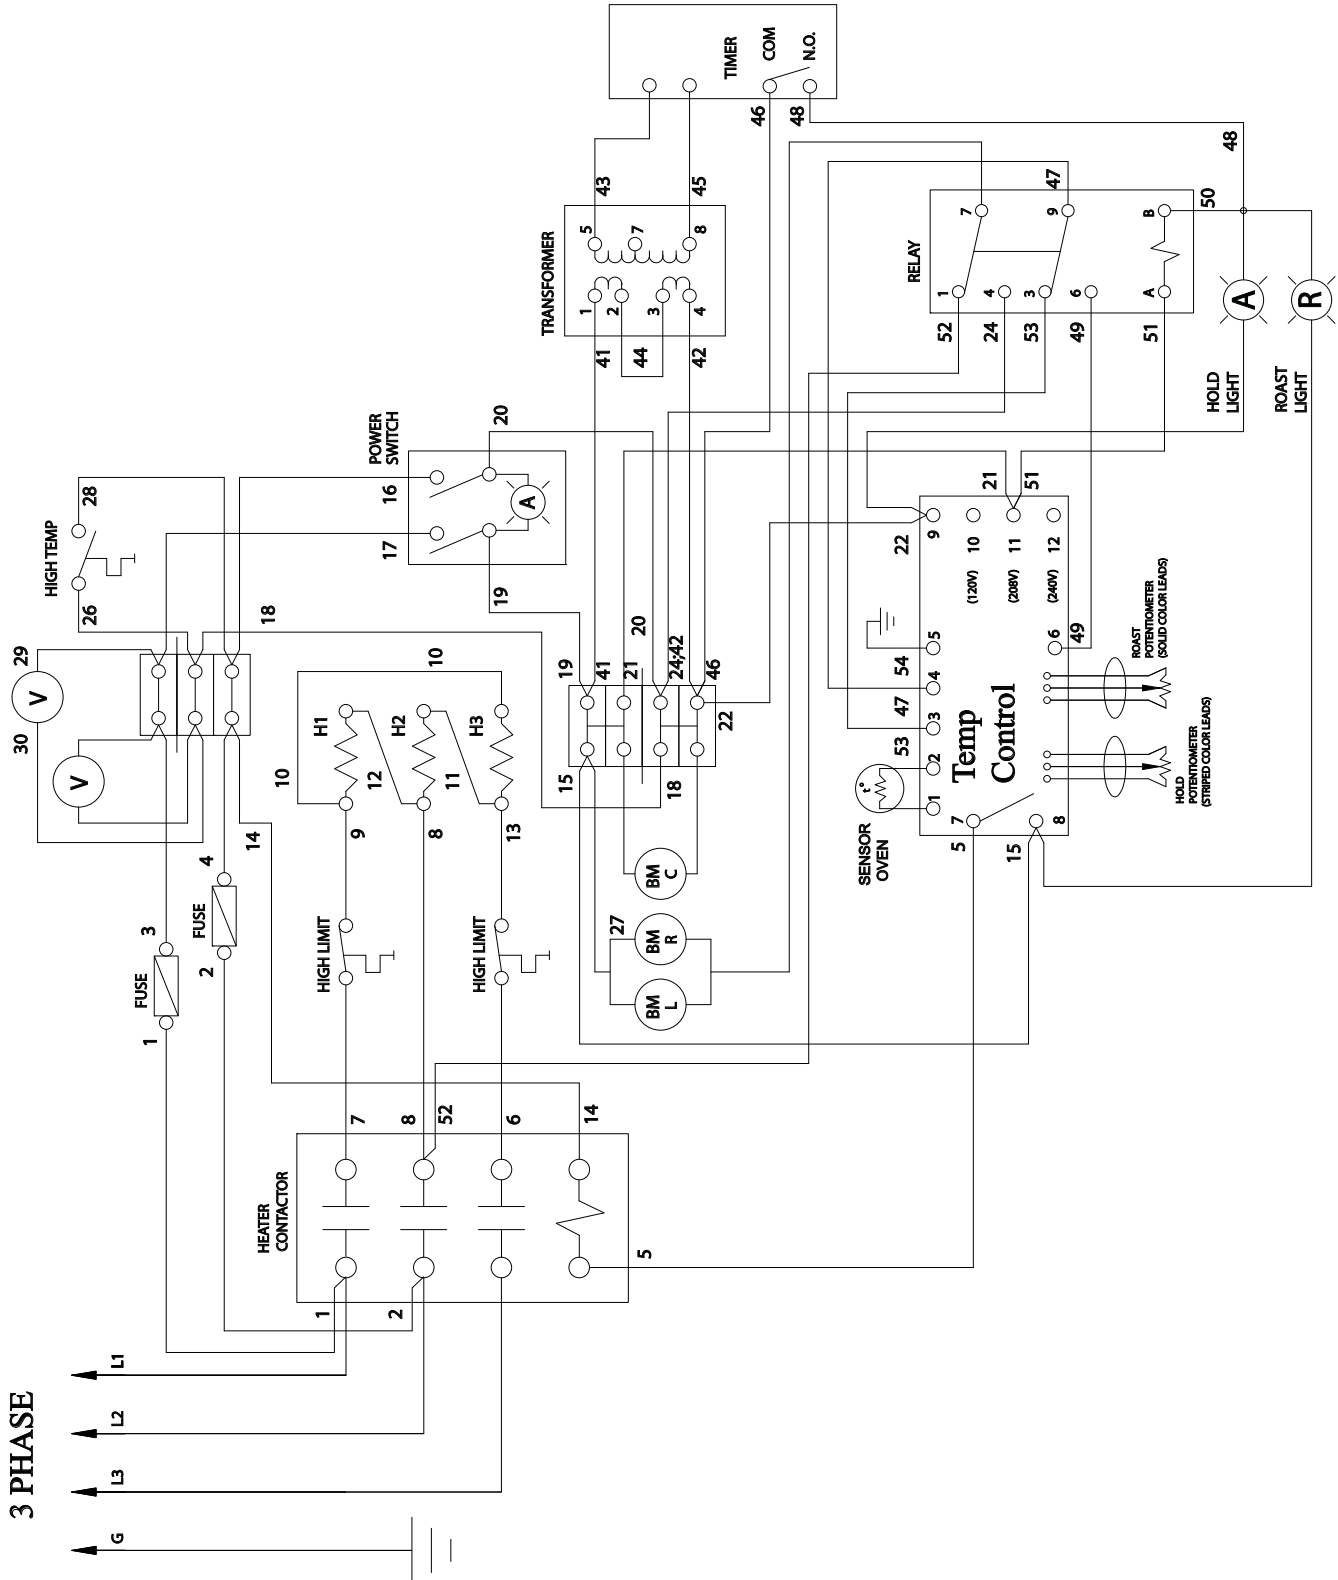 3 PHASE
G
L3
L2
L1
1
2
HEATER
CONTACTOR
5
7
8
52
6
14
1
FUSE
3
2
FUSE
4
14
HIGH LIMIT
HIGH LIMIT
9
8
13
10
12
11
H1
H2
H3
10
30
29
V
V
26
HIGH TEMP
28
18
17
16
POWER
SWITCH
A
19
20
19
41
21
20
24;42
46
22
15
18
BM
C
BM
R
BM
L
27
TRANSFORMER
1
2
3
4
5
7
8
41
44
42
43
45
TIMER
COM
N.O.
46
48
48
RELAY
1
4
3
6
A
7
9
B
47
50
52
24
53
49
51
HOLD
LIGHT
A
ROAST
LIGHT
R
21
51
22
9
10
11
12
(120V)
(208V)
(240V)
54
47
53
5
4
3
2
1
6
49
Temp
Control
SENSOR
OVEN
t°
7
8
5
15
ROAST
POTENTIOMETER
(SOLID COLOR LEADS)
HOLD
POTENTIOMETER
(STRIPED COLOR LEADS)